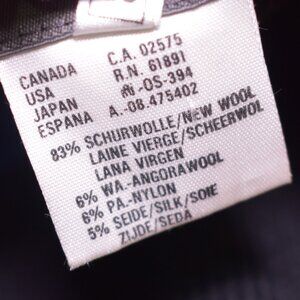 CANADA C.A. 02575
USA R.N. 61891
JAPAN IN-OS-394
ESPANA A.-08.475402
83% SCHURWOLLE/NEW WOOL
LAINE VIERGE/SCHEERWOL
LANA VIRGEN
6% WA.-ANGORAWOOL
6% PA.-NYLON
5% SEIDE/SILK/SOIE
ZIJDE/SEDA